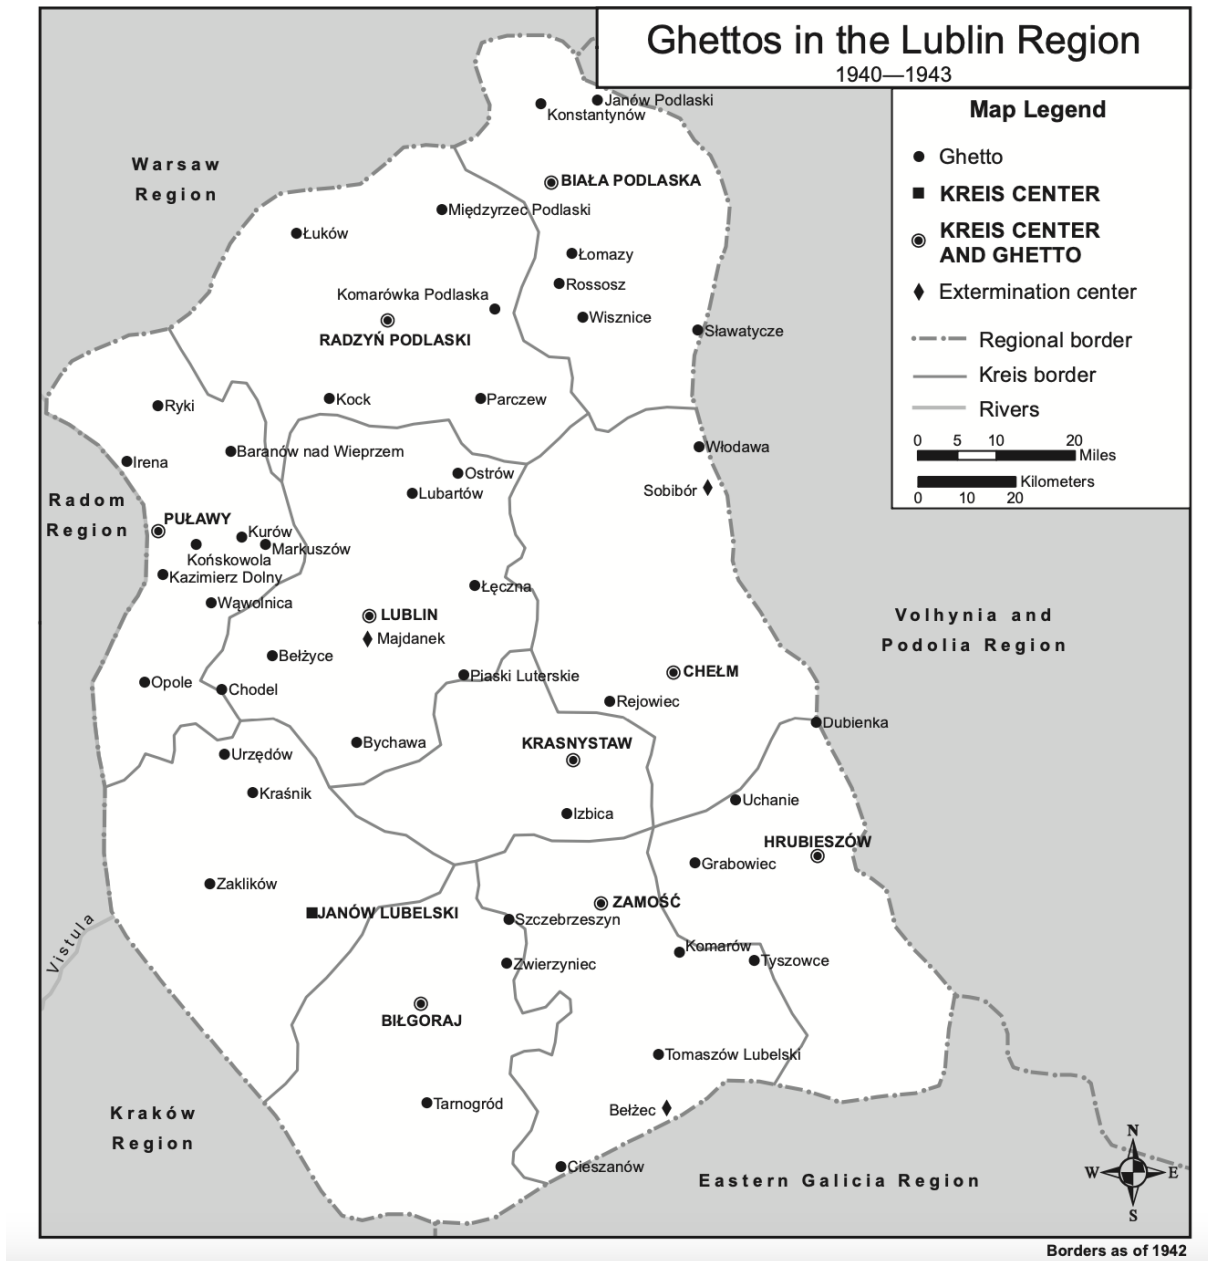 Ghettos in the Lublin Region
1940—1943
Map Legend
Ghetto
KREIS CENTER
KREIS CENTER
AND GHETTO
Extermination center
Regional border
Kreis border
Rivers
0 5 10 20
Miles
Kilometers
0 10 20
Janów Podlaski
Konstantynów
Warsaw
Region
BIAŁA PODLASKA
Międzyrzec Podlaski
Łuków
Łomazy
Rossosz
Komarówka Podlaska
Wisznice
RADZYŃ PODLASKI
Sławatycze
Ryki
Kock
Parczew
Baranów nad Wieprzem
Włodawa
Irena
Ostrów
Lubartów
Sobibór
Radom
Region
PUŁAWY
Kurów
Markuszów
Końskowola
Kazimierz Dolny
Łęczna
Wąwolnica
LUBLIN
Majdanek
Volhynia and
Podolia Region
Bełżyce
CHEŁM
Piaski Luterskie
Opole
Chodel
Rejowiec
Dubienka
Bychawa
KRASNYSTAW
Urzędów
Kraśnik
Uchanie
Izbica
HRUBIESZÓW
Grabowiec
Zaklików
ZAMOŚĆ
JANÓW LUBELSKI
Szczebrzeszyn
Vistula
Komarów
Tyszowce
Zwierzyniec
BIŁGORAJ
Tomaszów Lubelski
Tarnogród
Bełżec
Kraków
Region
Cieszanów
Eastern Galicia Region
N
W E
S
Borders as of 1942